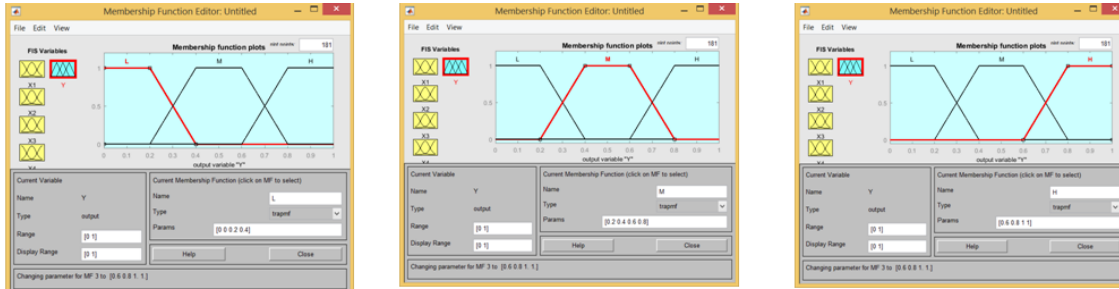 Membership Function Editor: Untitled
File Edit View
FIS Variables
Membership function plots
181
L M H
X1
Y
X2
X3
1
0.5
0
0 0.1 0.2 0.3 0.4 0.5 0.6 0.7 0.8 0.9 1
output variable "Y"
Current Variable
Name Y
Type output
Range [0 1]
Display Range [0 1]
Current Membership Function (click on MF to select)
Name L
Type trapmf
Params [0 0 0.2 0.4]
Help Close
Changing parameter for MF 3 to [0.6 0.8 1. 1.]
Membership Function Editor: Untitled
File Edit View
FIS Variables
Membership function plots
181
L M H
X1
Y
X2
X3
1
0.5
0
0 0.1 0.2 0.3 0.4 0.5 0.6 0.7 0.8 0.9 1
output variable "Y"
Current Variable
Name Y
Type output
Range [0 1]
Display Range [0 1]
Current Membership Function (click on MF to select)
Name M
Type trapmf
Params [0.2 0.4 0.6 0.8]
Help Close
Changing parameter for MF 3 to [0.6 0.8 1. 1.]
Membership Function Editor: Untitled
File Edit View
FIS Variables
Membership function plots
181
L M H
X1
Y
X2
X3
1
0.5
0
0 0.1 0.2 0.3 0.4 0.5 0.6 0.7 0.8 0.9 1
output variable "Y"
Current Variable
Name Y
Type output
Range [0 1]
Display Range [0 1]
Current Membership Function (click on MF to select)
Name H
Type trapmf
Params [0.6 0.8 1 1]
Help Close
Changing parameter for MF 3 to [0.6 0.8 1. 1.]